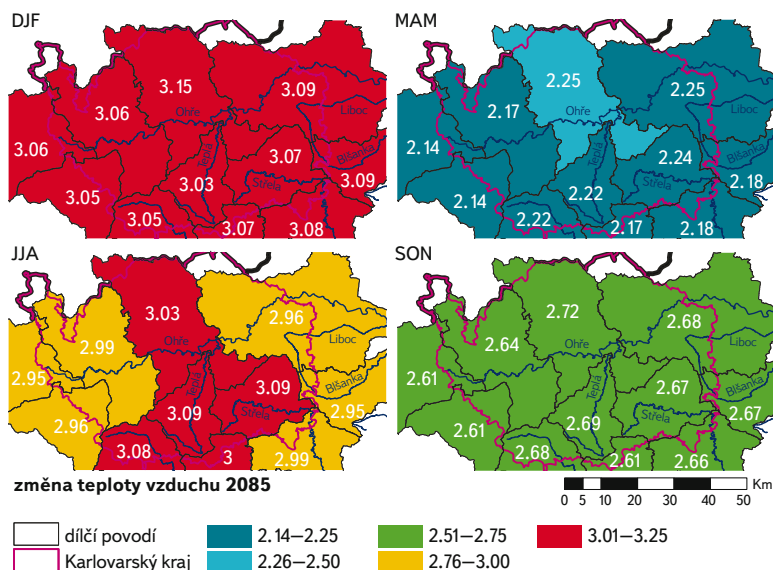 DJF
3.15
3.09
3.06
Ohře
Liboc
3.06
3.07
Blšanka
Teplá
3.03
3.09
3.05
Střela
3.05
3.07
3.08
MAM
2.25
2.25
2.17
Ohře
Liboc
2.14
2.24
Blšanka
Teplá
2.18
2.14
2.22
Střela
2.22
2.17
2.18
JJA
3.03
2.96
2.99
Ohře
Liboc
2.95
3.09
Blšanka
Teplá
3.09
2.95
2.96
Střela
3.08
3
2.99
SON
2.72
2.68
2.64
Ohře
Liboc
2.61
2.67
Blšanka
Teplá
2.67
2.61
2.69
Střela
2.68
2.61
2.66
změna teploty vzduchu 2085
0 5 10 20 30 40 50 Km
dílčí povodí
Karlovarský kraj
2.14–2.25
2.26–2.50
2.51–2.75
2.76–3.00
3.01–3.25